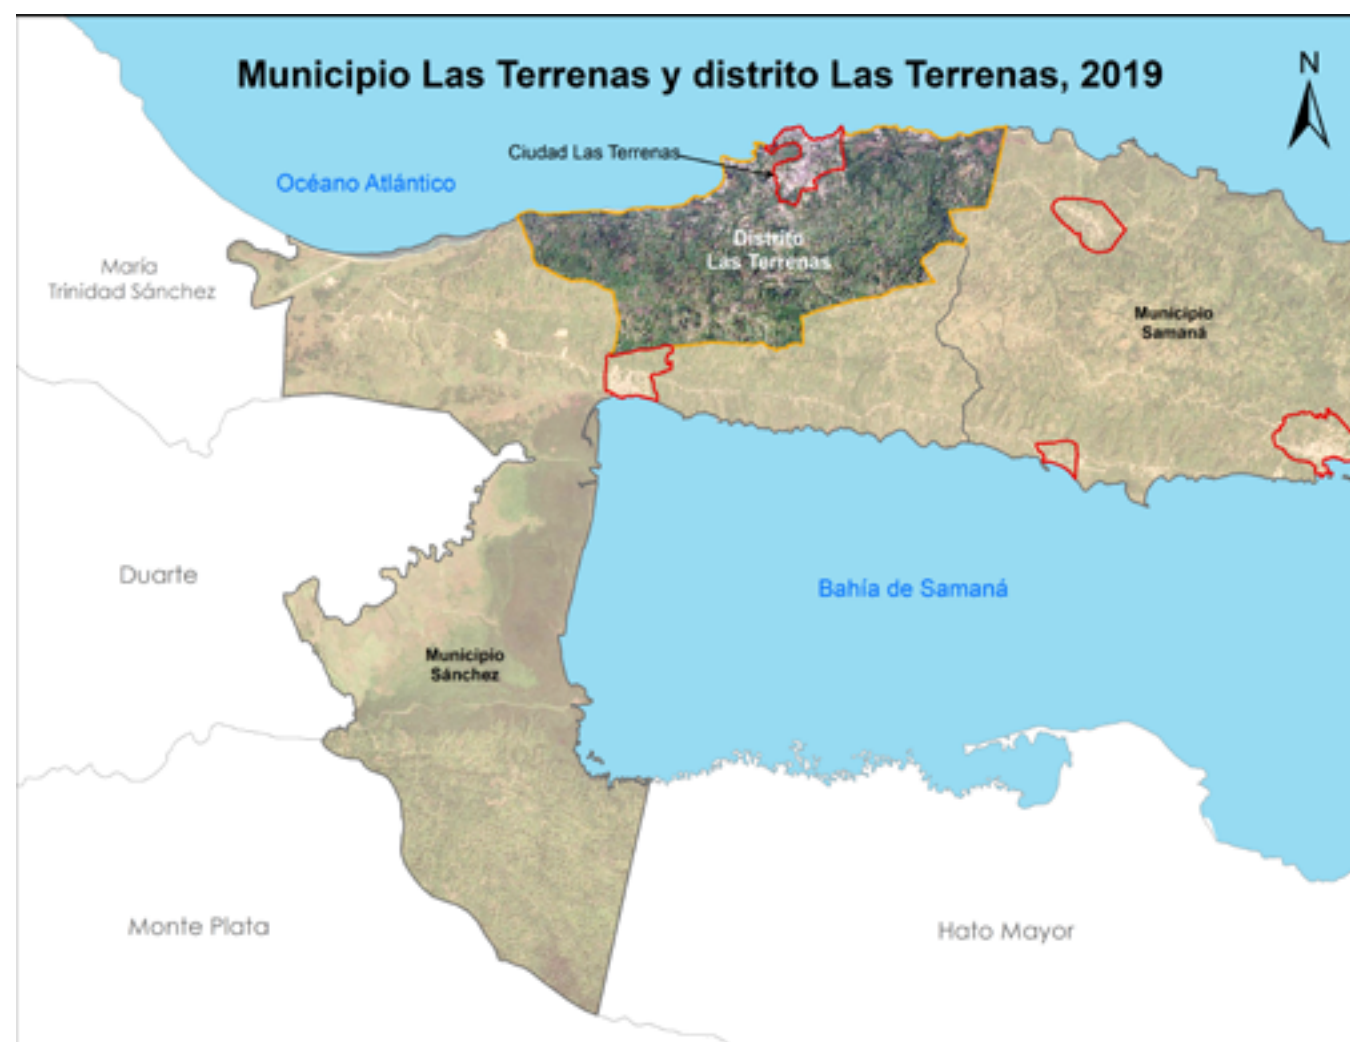 Municipio Las Terrenas y distrito Las Terrenas, 2019
N
Ciudad Las Terrenas
Océano Atlántico
Distrito
Las Terrenas
María
Trinidad Sánchez
Municipio
Samaná
Duarte
Bahía de Samaná
Municipio
Sánchez
Monte Plata
Hato Mayor